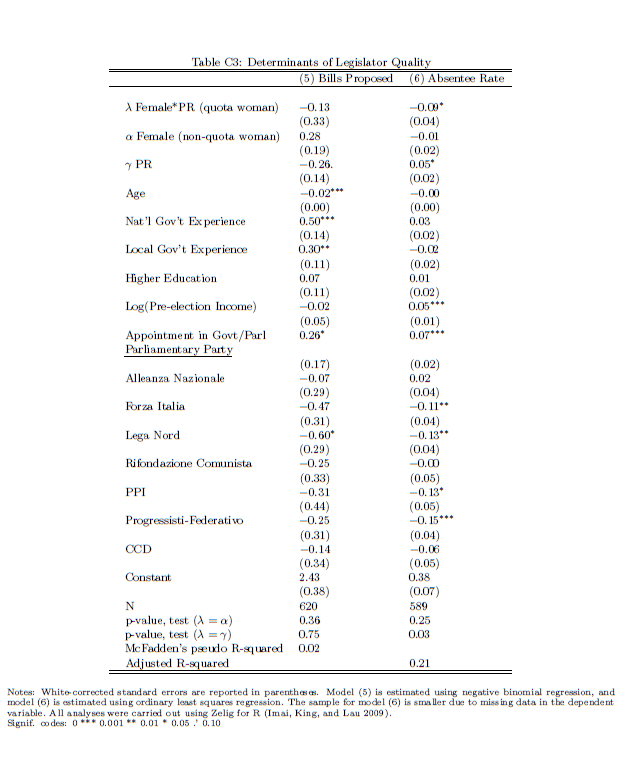 Table C3: Determinants of Legislator Quality
(5) Bills Proposed (6) Absentee Rate
λ Female*PR (quota woman) −0.13 −0.09*
(0.33) (0.04)
α Female (non-quota woman) 0.28 −0.01
(0.19) (0.02)
γ PR −0.26. 0.05*
(0.14) (0.02)
Age −0.02*** −0.00
(0.00) (0.00)
Nat'l Gov't Experience 0.50*** 0.03
(0.14) (0.02)
Local Gov't Experience 0.30** −0.02
(0.11) (0.02)
Higher Education 0.07 0.01
(0.11) (0.02)
Log(Pre-election Income) −0.02 0.05***
(0.05) (0.01)
Appointment in Govt/Parl 0.26* 0.07***
Parliamentary Party
(0.17) (0.02)
Alleanza Nazionale −0.07 0.02
(0.29) (0.04)
Forza Italia −0.47 −0.11**
(0.31) (0.04)
Lega Nord −0.60* −0.13**
(0.29) (0.04)
Rifondazione Comunista −0.25 −0.00
(0.33) (0.05)
PPI −0.31 −0.13*
(0.44) (0.05)
Progressisti-Federativo −0.25 −0.15***
(0.31) (0.04)
CCD −0.14 −0.06
(0.34) (0.05)
Constant 2.43 0.38
(0.38) (0.07)
N 620 589
p-value, test (λ = α) 0.36 0.25
p-value, test (λ = γ) 0.75 0.03
McFadden's pseudo R-squared 0.02
Adjusted R-squared 0.21
Notes: White-corrected standard errors are reported in parentheses. Model (5) is estimated using negative binomial regression, and
model (6) is estimated using ordinary least squares regression. The sample for model (6) is smaller due to missing data in the dependent
variable. All analyses were carried out using Zelig for R (Imai, King, and Lau 2009).
Signif. codes: 0 *** 0.001 ** 0.01 * 0.05 .' 0.10